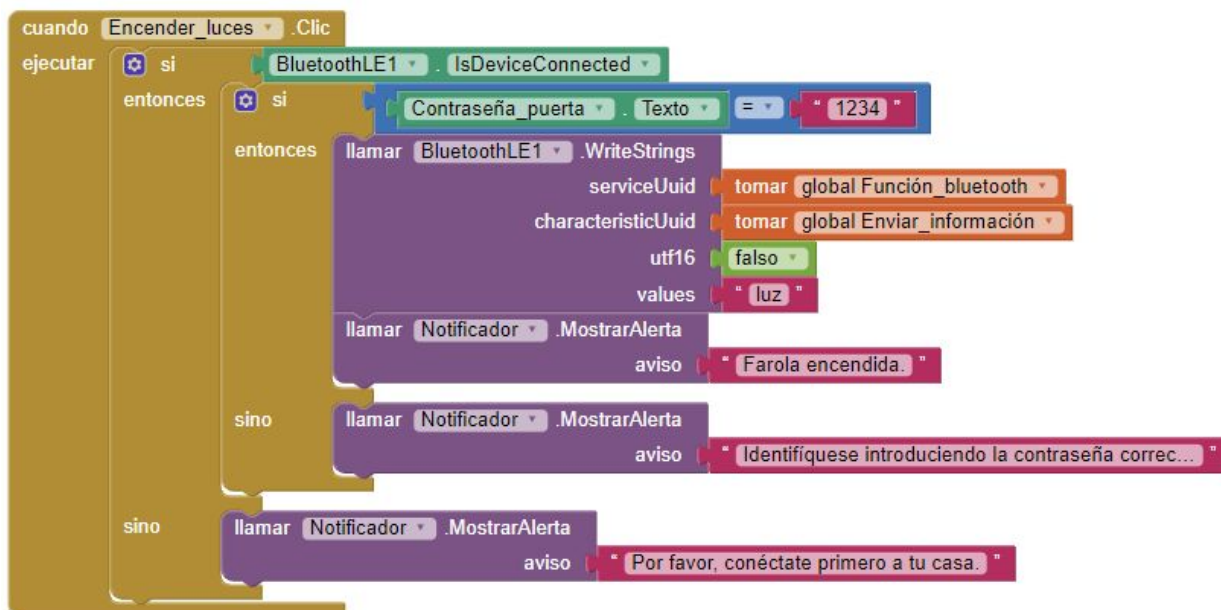 cuando Encender_luces .Clic
ejecutar si BluetoothLE1 . IsDeviceConnected
entonces si Contraseña_puerta . Texto = " 1234 "
entonces llamar BluetoothLE1 .WriteStrings
serviceUuid tomar global Función_bluetooth
characteristicUuid tomar global Enviar_información
utf16 falso
values " luz "
llamar Notificador .MostrarAlerta
aviso " Farola encendida. "
sino llamar Notificador .MostrarAlerta
aviso " Identifíquese introduciendo la contraseña correc... "
sino llamar Notificador .MostrarAlerta
aviso " Por favor, conéctate primero a tu casa. "